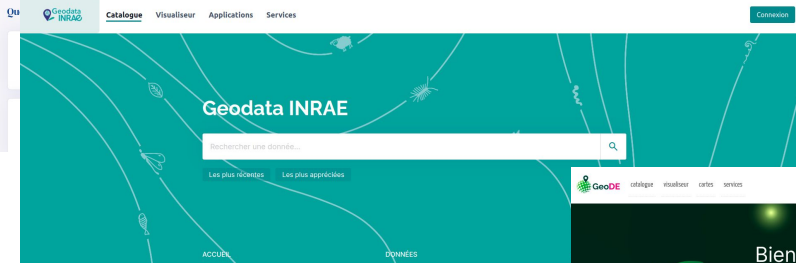 Qu
Geodata
INRAE
Catalogue Visualiseur Applications Services
Connexion
Geodata INRAE
Rechercher une donnée...
Les plus récentes Les plus appréciées
GeoDE catalogue visualiseur cartes services
Bien
ACCUEIL DONNÉES